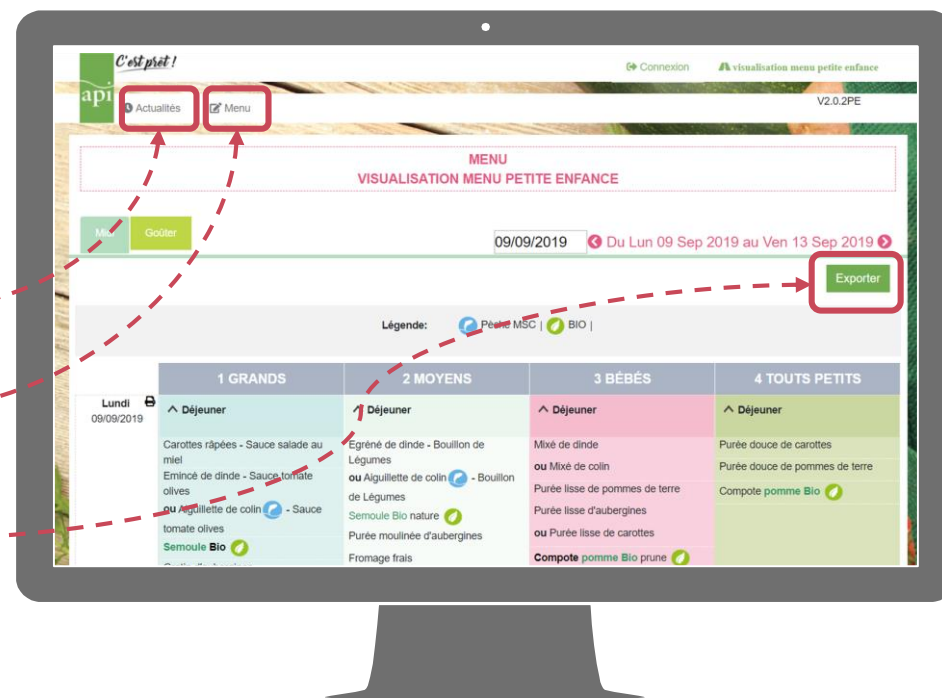 C'est prêt !
api
Connexion
visualisation menu petite enfance
Actualités
Menu
V2.0.2PE
MENU
VISUALISATION MENU PETITE ENFANCE
Goûter
09/09/2019
Du Lun 09 Sep 2019 au Ven 13 Sep 2019
Exporter
Légende: Pêche MSC | BIO |
1 GRANDS
2 MOYENS
3 BÉBÉS
4 TOUTS PETITS
Lundi
09/09/2019
Déjeuner
Carottes râpées - Sauce salade au
miel
Emincé de dinde - Sauce tomate
olives
ou Aiguillette de colin - Sauce
tomate olives
Semoule Bio
Déjeuner
Egréné de dinde - Bouillon de
Légumes
ou Aiguillette de colin - Bouillon
de Légumes
Semoule Bio nature
Purée moulinée d'aubergines
Fromage frais
Déjeuner
Mixé de dinde
ou Mixé de colin
Purée lisse de pommes de terre
Purée lisse d'aubergines
ou Purée lisse de carottes
Compote pomme Bio prune
Déjeuner
Purée douce de carottes
Purée douce de pommes de terre
Compote pomme Bio